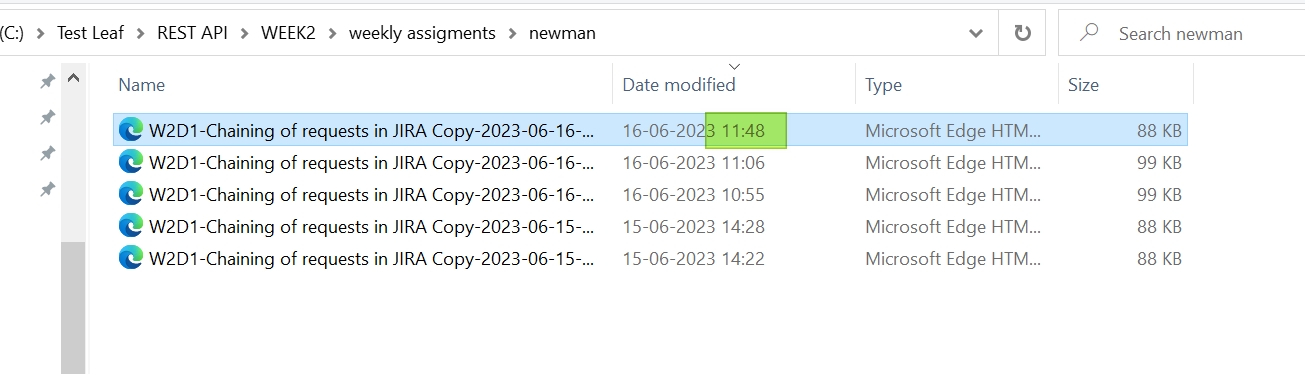 (C:) > Test Leaf > REST API > WEEK2 > weekly assigments > newman Search newman
Name Date modified Type Size
W2D1-Chaining of requests in JIRA Copy-2023-06-16-... 16-06-2023 11:48 Microsoft Edge HTM... 88 KB
W2D1-Chaining of requests in JIRA Copy-2023-06-16-... 16-06-2023 11:06 Microsoft Edge HTM... 99 KB
W2D1-Chaining of requests in JIRA Copy-2023-06-16-... 16-06-2023 10:55 Microsoft Edge HTM... 99 KB
W2D1-Chaining of requests in JIRA Copy-2023-06-15-... 15-06-2023 14:28 Microsoft Edge HTM... 88 KB
W2D1-Chaining of requests in JIRA Copy-2023-06-15-... 15-06-2023 14:22 Microsoft Edge HTM... 88 KB